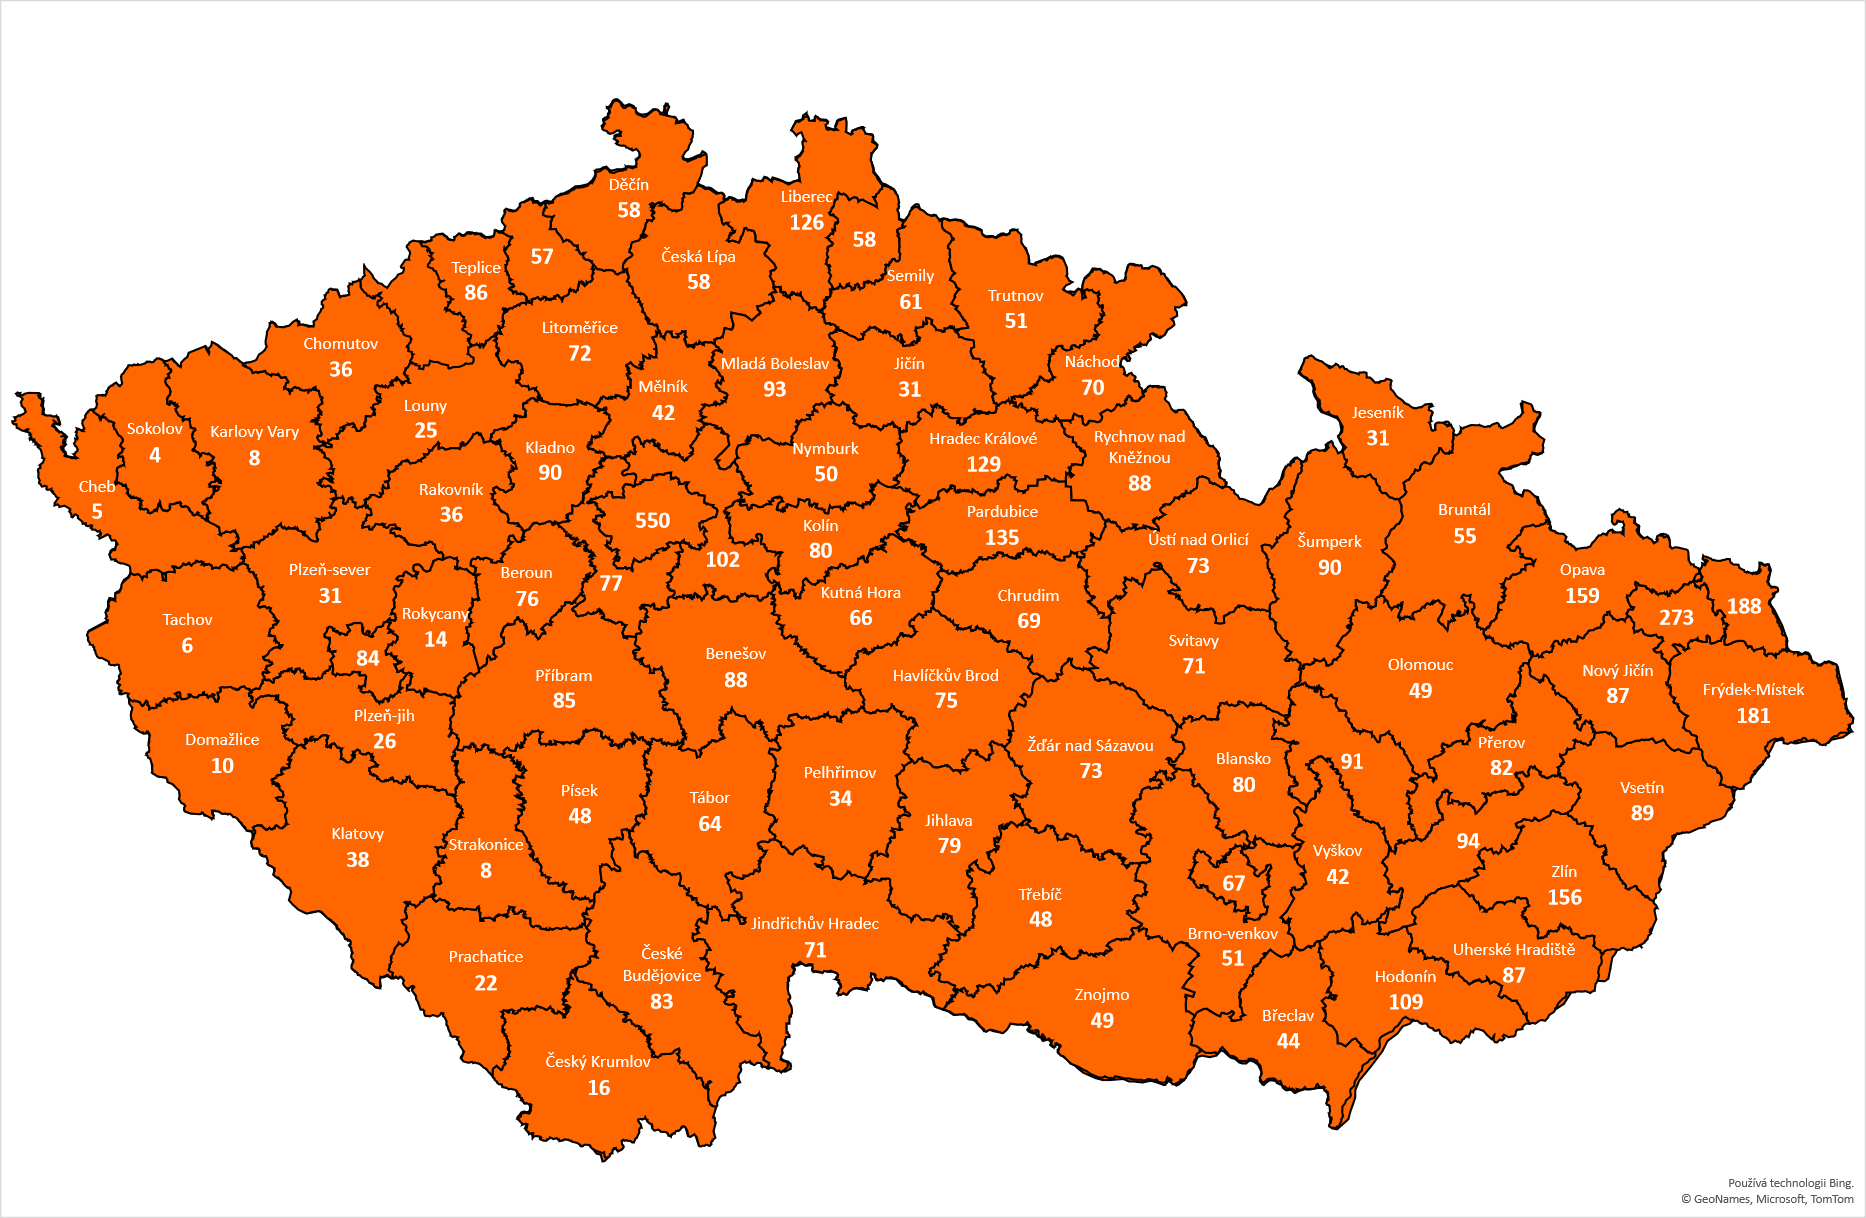 Děčín
58
Liberec
126
58
57
Teplice
86
Česká Lípa
58
Semily
61
Trutnov
51
Litoměřice
72
Chomutov
36
Mladá Boleslav
93
Jičín
31
Náchod
70
Mělník
42
Louny
25
Jeseník
31
Sokolov
4
Karlovy Vary
8
Kladno
90
Nymburk
50
Hradec Králové
129
Rychnov nad
Kněžnou
88
Cheb
5
Rakovník
36
550
Kolín
80
Pardubice
135
Bruntál
55
Ústí nad Orlicí
73
Šumperk
90
102
Plzeň-sever
31
Beroun
76
77
Opava
159
Kutná Hora
66
Chrudim
69
188
273
Tachov
6
Rokycany
14
84
Svitavy
71
Benešov
88
Příbram
85
Havlíčkův Brod
75
Olomouc
49
Nový Jičín
87
Frýdek-Místek
181
Plzeň-jih
26
Domažlice
10
Žďár nad Sázavou
73
Blansko
80
91
Přerov
82
Pelhřimov
34
Písek
48
Tábor
64
Vsetín
89
Klatovy
38
Strakonice
8
Jihlava
79
Vyškov
42
94
Zlín
156
67
Třebíč
48
Jindřichův Hradec
71
Brno-venkov
51
Uherské Hradiště
87
Prachatice
22
České
Budějovice
83
Hodonín
109
Znojmo
49
Břeclav
44
Český Krumlov
16
Používá technologii Bing.
© GeoNames, Microsoft, TomTom